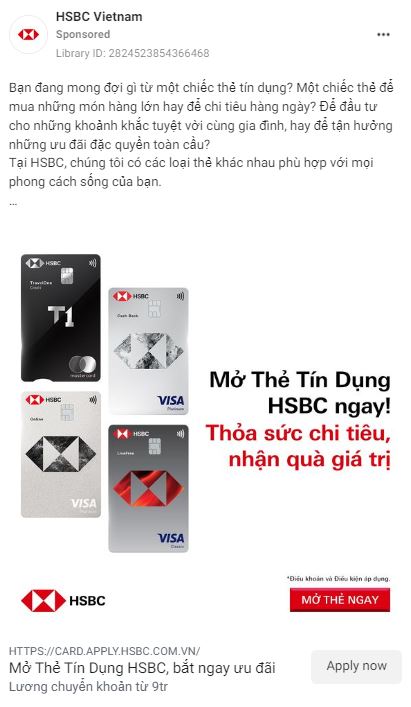 HSBC Vietnam
Sponsored
Library ID: 2824523854366468
Bạn đang mong đợi gì từ một chiếc thẻ tín dụng? Một chiếc thẻ để
mua những món hàng lớn hay để chi tiêu hàng ngày? Để đầu tư
cho những khoảnh khắc tuyệt vời cùng gia đình, hay để tận hưởng
những ưu đãi đặc quyền toàn cầu?
Tại HSBC, chúng tôi có các loại thẻ khác nhau phù hợp với mọi
phong cách sống của bạn.
...
HSBC
TravelOne
Credit
T1
mastercard
HSBC
Cash Back
VISA
Platinum
HSBC
Online
VISA
Platinum
HSBC
LiveFree
VISA
Classic
Mở Thẻ Tín Dụng
HSBC ngay!
Thỏa sức chi tiêu,
nhận quà giá trị
*Điều khoản và Điều kiện áp dụng.
MỞ THẺ NGAY
HSBC
HTTPS://CARD.APPLY.HSBC.COM.VN/
Mở Thẻ Tín Dụng HSBC, bắt ngay ưu đãi
Lương chuyển khoản từ 9tr
Apply now